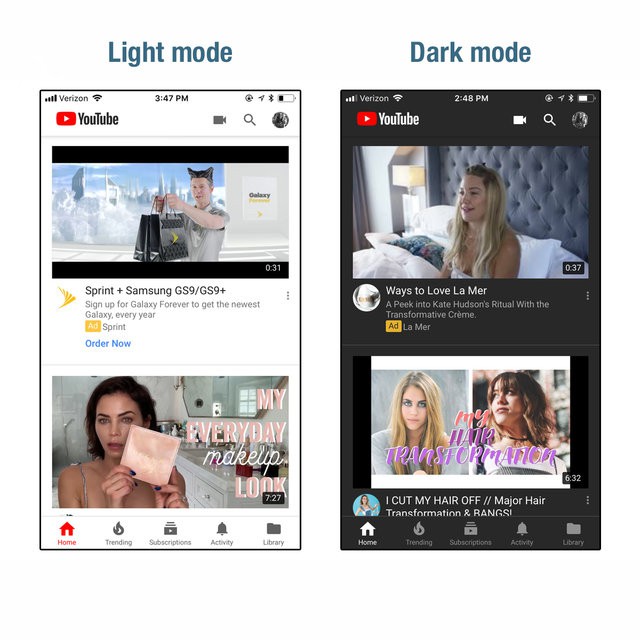 Light mode
Verizon 3:47 PM
YouTube
Galaxy
Forever
0:31
Sprint + Samsung GS9/GS9+
Sign up for Galaxy Forever to get the newest
Galaxy, every year
Ad Sprint
Order Now
MY
EVERYDAY
makeup
LOOK
7:27
Home Trending Subscriptions Activity Library
Dark mode
Verizon 2:48 PM
YouTube
0:37
Ways to Love La Mer
A Peek into Kate Hudson's Ritual With the
Transformative Crème.
Ad La Mer
my
HAIR
TRANSFORMATION
6:32
I CUT MY HAIR OFF // Major Hair
Transformation & BANGS!
Home Trending Subscriptions Activity Library